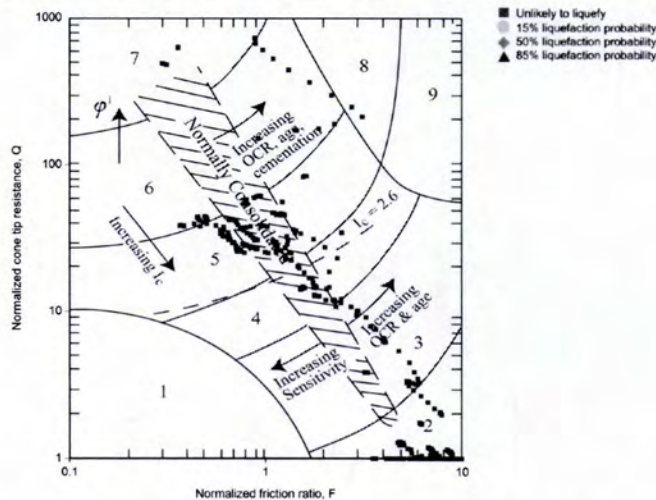 Unlikely to liquefy
15% liquefaction probability
50% liquefaction probability
85% liquefaction probability
Normalized cone tip resistance, Q
1000
100
10
1
7
8
9
φ'
Increasing
OCR, age,
cementation
Normally Consolidated
6
Increasing Ic
5
Ic = 2.6
4
Increasing
OCR & age
3
Increasing
Sensitivity
1
2
0.1
1
10
Normalized friction ratio, F